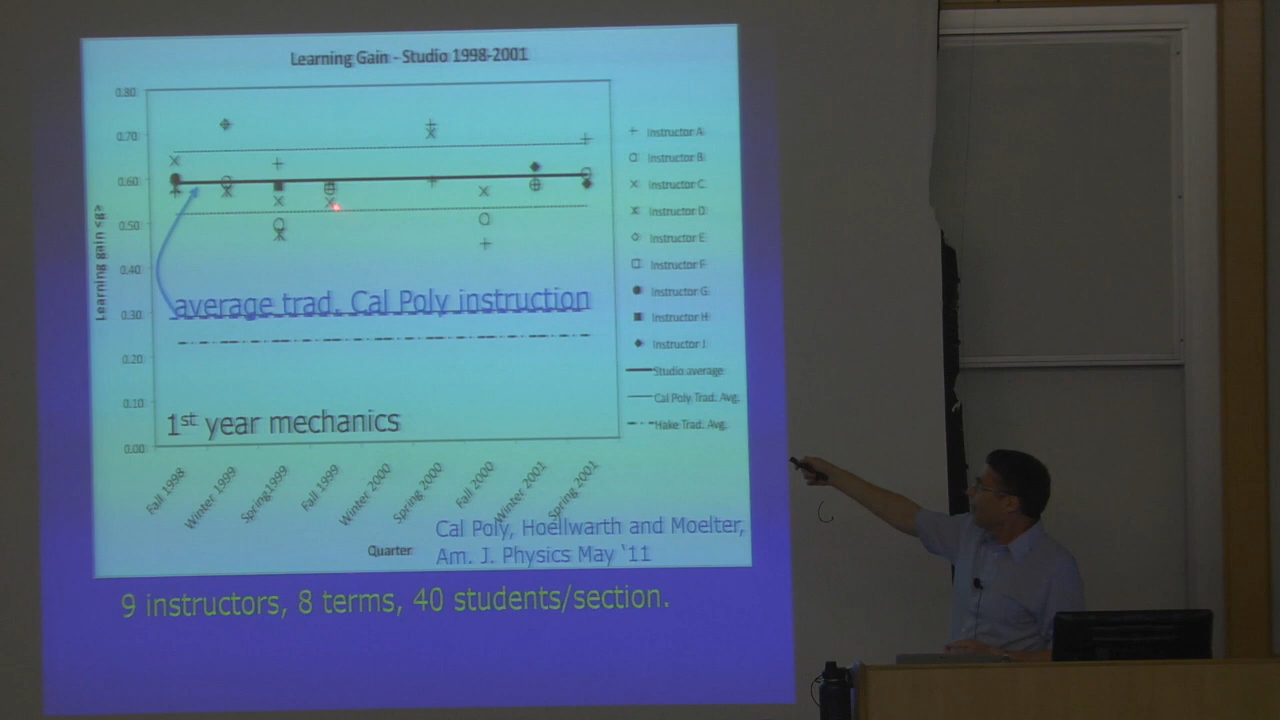 Learning Gain - Studio 1998-2001
0.80
0.70
0.60
0.50
0.40
0.30
0.20
0.10
0.00
Learning gain <g>
average trad. Cal Poly instruction
1st year mechanics
Instructor A
Instructor B
Instructor C
Instructor D
Instructor E
Instructor F
Instructor G
Instructor H
Instructor I
Studio average
Cal Poly Trad. Avg.
Hake Trad. Avg.
Fall 1998
Winter 1999
Spring1999
Fall 1999
Winter 2000
Spring 2000
Fall 2000
Winter 2001
Spring 2001
Quarter
Cal Poly, Hoellwarth and Moelter,
Am. J. Physics May '11
9 instructors, 8 terms, 40 students/section.